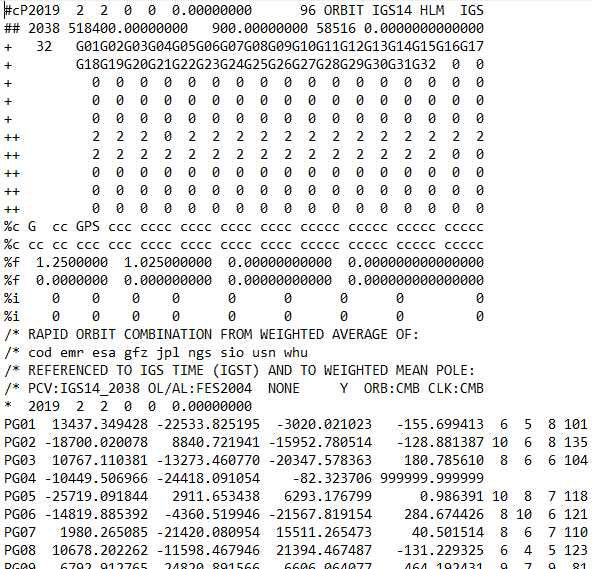 #cP2019  2  2  0  0  0.00000000      96 ORBIT IGS14 HLM  IGS
## 2038 518400.00000000   900.00000000 58516 0.0000000000000
+   32   G01G02G03G04G05G06G07G08G09G10G11G12G13G14G15G16G17
+        G18G19G20G21G22G23G24G25G26G27G28G29G30G31G32  0  0
+          0  0  0  0  0  0  0  0  0  0  0  0  0  0  0  0  0
+          0  0  0  0  0  0  0  0  0  0  0  0  0  0  0  0  0
+          0  0  0  0  0  0  0  0  0  0  0  0  0  0  0  0  0
++         2  2  2  0  2  2  2  2  2  2  2  2  2  2  2  2  2
++         2  2  2  2  2  2  2  2  2  2  2  2  2  2  2  0  0
++         0  0  0  0  0  0  0  0  0  0  0  0  0  0  0  0  0
++         0  0  0  0  0  0  0  0  0  0  0  0  0  0  0  0  0
++         0  0  0  0  0  0  0  0  0  0  0  0  0  0  0  0  0
%c G  cc GPS ccc cccc cccc cccc cccc ccccc ccccc ccccc ccccc
%c cc cc ccc ccc cccc cccc cccc cccc ccccc ccccc ccccc ccccc
%f  1.2500000  1.025000000  0.00000000000  0.000000000000000
%f  0.0000000  0.000000000  0.00000000000  0.000000000000000
%i    0    0    0    0      0      0      0      0         0
%i    0    0    0    0      0      0      0      0         0
/* RAPID ORBIT COMBINATION FROM WEIGHTED AVERAGE OF:
/* cod emr esa gfz jpl ngs sio usn whu
/* REFERENCED TO IGS TIME (IGST) AND TO WEIGHTED MEAN POLE:
/* PCV:IGS14_2038 OL/AL:FES2004  NONE     Y  ORB:CMB CLK:CMB
*  2019  2  2  0  0  0.00000000
PG01  13437.349428 -22533.825195  -3020.021023   -155.699413  6  5  8 101
PG02 -18700.020078   8840.721941 -15952.780514   -128.881387 10  6  8 135
PG03  10767.110381 -13273.460770 -20347.578363    180.785610  8  6  6 104
PG04 -10449.506966 -24418.091054    -82.323706 999999.999999
PG05 -25719.091844   2911.653438   6293.176799      0.986391 10  8  7 118
PG06 -14819.885392  -4360.519946 -21567.819154    284.674426  8 10  6 121
PG07   1980.265085 -21420.080954  15511.265473     40.501514  8  6  7 110
PG08  10678.202262 -11598.467946  21394.467487   -131.229325  6  4  5 123